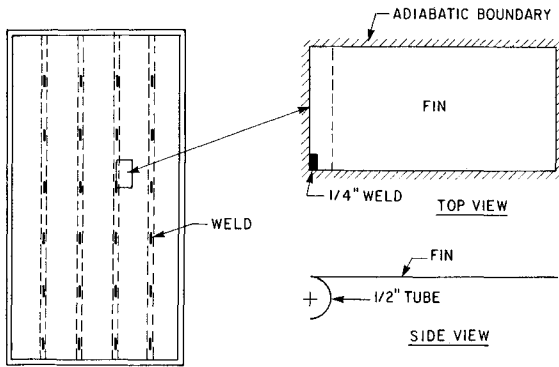 ADIABATIC BOUNDARY
FIN
1/4" WELD
TOP VIEW
WELD
FIN
1/2" TUBE
SIDE VIEW